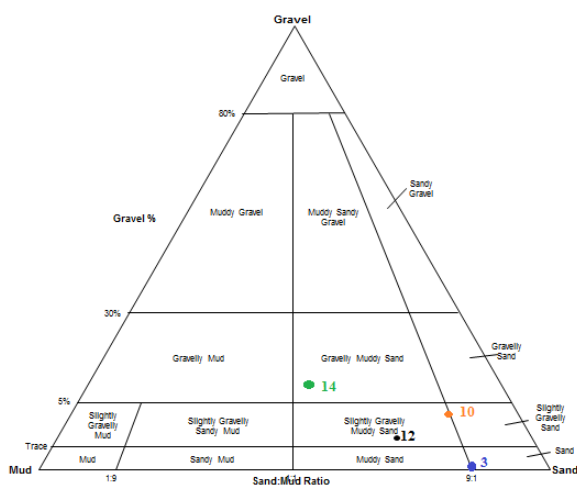 Gravel
Gravel
80%
Sandy
Gravel
Muddy Gravel
Muddy Sandy
Gravel
Gravel %
30%
Gravelly Mud
Gravelly Muddy Sand
Gravelly
Sand
14
5%
Slightly
Gravelly
Mud
Slightly Gravelly
Sandy Mud
Slightly Gravelly
Muddy Sand
10
Slightly
Gravelly
Sand
12
Trace
Mud
Mud
Sandy Mud
Muddy Sand
3
Sand
Sand
1.9
Sand:Mud Ratio
9:1